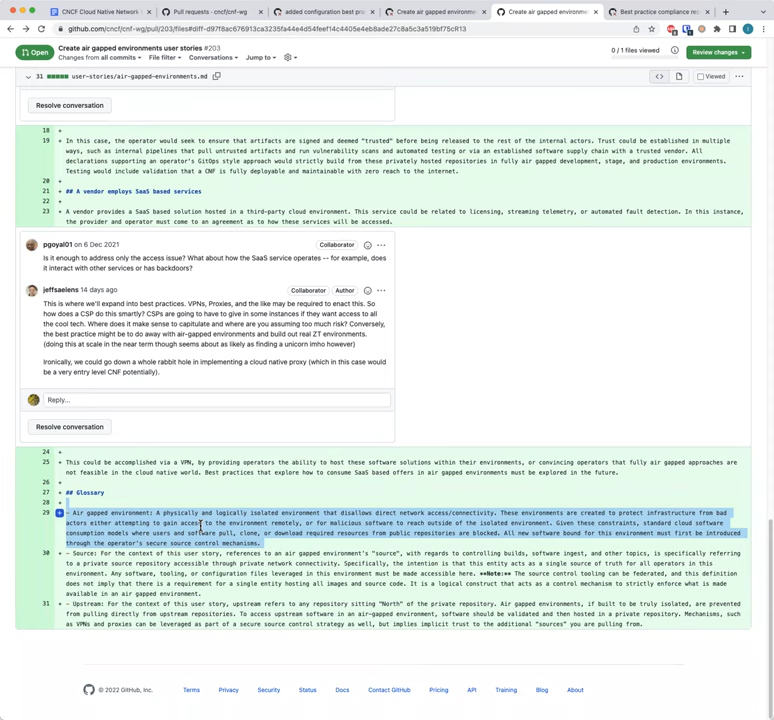 CNCF Cloud Native Network
Pull requests · cncf/cnf-wg
added configuration best pra
Create air gapped environme
Create air gapped environme
Best practice compliance req
github.com/cncf/cnf-wg/pull/203/files#diff-
Open
Create air gapped environments user stories #203
Changes from all commits
File filter
Conversations
Jump to
0 / 1 files viewed
Review changes
31
user-stories/air-gapped-environments.md
Viewed
Resolve conversation
18 +
19 + In this case, the operator would seek to ensure that artifacts are signed and deemed "trusted" before being released to the rest of the internal actors. Trust could be established in multiple
ways, such as internal pipelines that pull untrusted artifacts and run vulnerability scans and automated testing or via an established software supply chain with a trusted vendor. All
declarations supporting an operator's GitOps style approach would strictly build from these privately hosted repositories in fully air gapped development, stage, and production environments.
Testing would include validation that a CNF is fully deployable and maintainable with zero reach to the internet.
20 +
21 + ## A vendor employs SaaS based services
22 +
23 + A vendor provides a SaaS based solution hosted in a third-party cloud environment. This service could be related to licensing, streaming telemetry, or automated fault detection. In this instance,
the provider and operator must come to an agreement as to how these services will be accessed.
pgoyal01 on 6 Dec 2021
Collaborator
Is it enough to address only the access issue? What about how the SaaS service operates -- for example, does
it interact with other services or has backdoors?
jeffsaelens 14 days ago
Collaborator
Author
This is where we'll expand into best practices. VPNs, Proxies, and the like may be required to enact this. So
how does a CSP do this smartly? CSPs are going to have to give in some instances if they want access to all
the cool tech. Where does it make sense to capitulate and where are you assuming too much risk? Conversely,
the best practice might be to do away with air-gapped environments and build out real ZT environments.
(doing this at scale in the near term though seems about as likely as finding a unicorn imho however)
Ironically, we could go down a whole rabbit hole in implementing a cloud native proxy (which in this case would
be a very entry level CNF potentially).
Reply...
Resolve conversation
24 +
25 + This could be accomplished via a VPN, by providing operators the ability to host these software solutions within their environments, or convincing operators that fully air gapped approaches are
not feasible in the cloud native world. Best practices that explore how to consume SaaS based offers in air gapped environments must be explored in the future.
26 +
27 + ## Glossary
28 +
29 + - Air gapped environment: A physically and logically isolated environment that disallows direct network access/connectivity. These environments are created to protect infrastructure from bad
actors either attempting to gain access to the environment remotely, or for malicious software to reach outside of the isolated environment. Given these constraints, standard cloud software
consumption models where users and software pull, clone, or download required resources from public repositories are blocked. All new software bound for this environment must first be introduced
through the operator's secure source control mechanisms.
30 + - Source: For the context of this user story, references to an air gapped environment's "source", with regards to controlling builds, software ingest, and other topics, is specifically referring
to a private source repository accessible through private network connectivity. Specifically, the intention is that this entity acts as a single source of truth for all operators in this
environment. Any software, tooling, or configuration files leveraged in this environment must be made accessible here. **Note:** The source control tooling can be federated, and this definition
does not imply that there is a requirement for a single entity hosting all images and source code. It is a logical construct that acts as a control mechanism to strictly enforce what is made
available in an air gapped environment.
31 + - Upstream: For the context of this user story, upstream refers to any repository sitting "North" of the private repository. Air gapped environments, if built to be truly isolated, are prevented
from pulling directly from upstream repositories. To access upstream software in an air-gapped environment, software should be validated and then hosted in a private repository. Mechanisms, such
as VPNs and proxies can be leveraged as part of a secure source control strategy as well, but implies implicit trust to the additional "sources" you are pulling from.
© 2022 GitHub, Inc.
Terms
Privacy
Security
Status
Docs
Contact GitHub
Pricing
API
Training
Blog
About